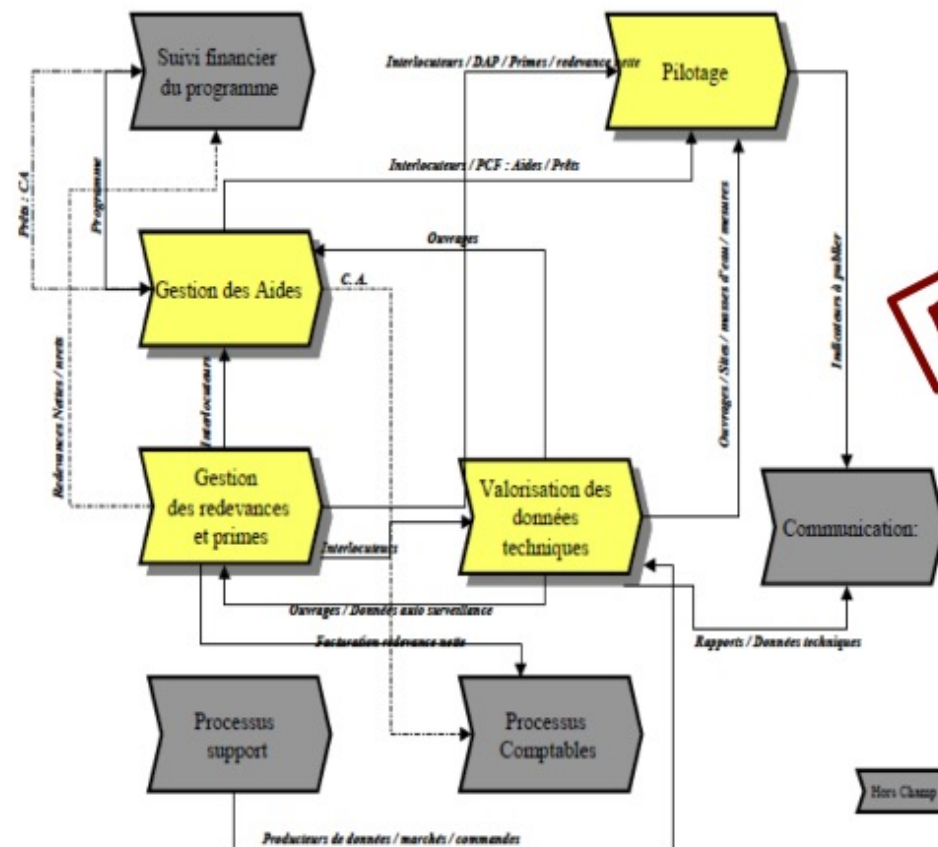 Suivi financier
du programme
Interlocuteurs / DAP / Primes / redevance nette
Pilotage
Prêts : CA
Programme
Interlocuteurs / PCF : Aides / Prêts
Ouvrages
Gestion des Aides
C. A.
Ouvrages / Sites / masses d'eau / mesures
Indicateurs à publier
Redevances Nettes /
Interlocuteurs
Gestion
des redevances
et primes
Valorisation des
données
techniques
Communication:
Interlocuteurs
Ouvrages / Données auto surveillance
Facturation redevance nette
Rapports / Données techniques
Processus
support
Processus
Comptables
Hors Champ
Producteurs de données / marchés / commandes